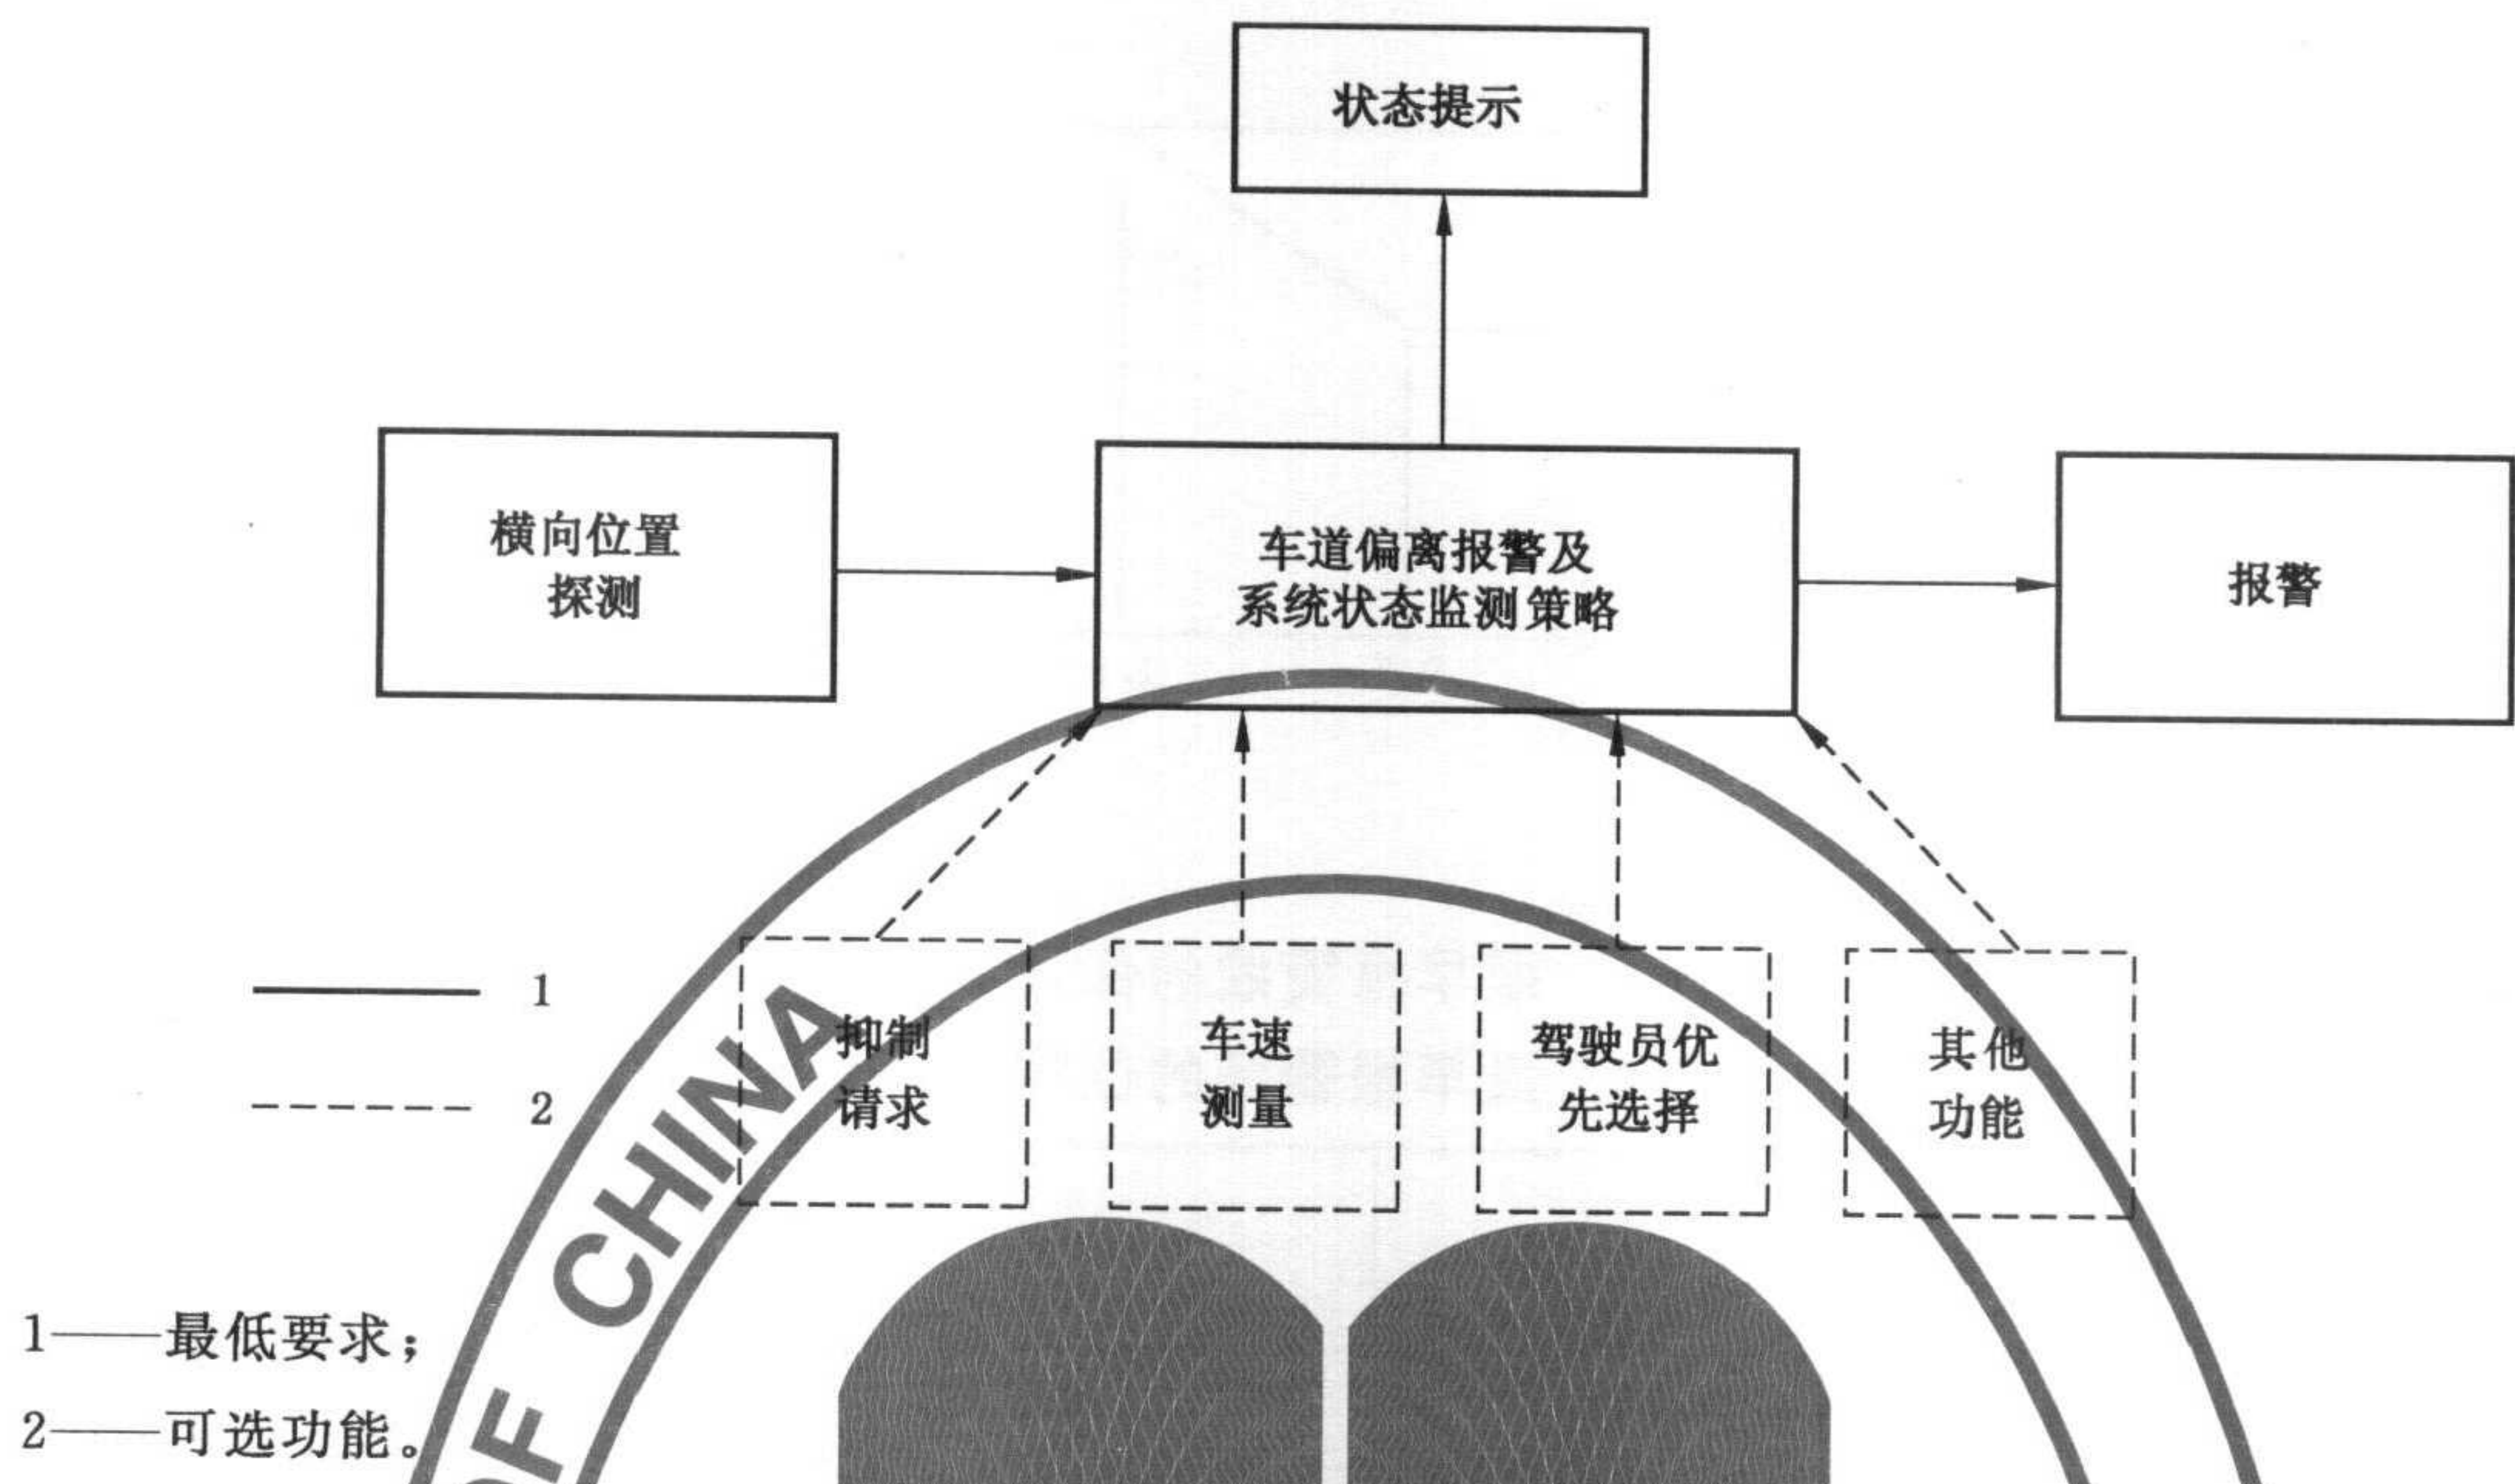 状态提示
横向位置
探测
车道偏离报警及
系统状态监测策略
报警
1
2
抑制
请求
车速
测量
驾驶员优
先选择
其他
功能
CHINA
OF
1——最低要求；
2——可选功能。